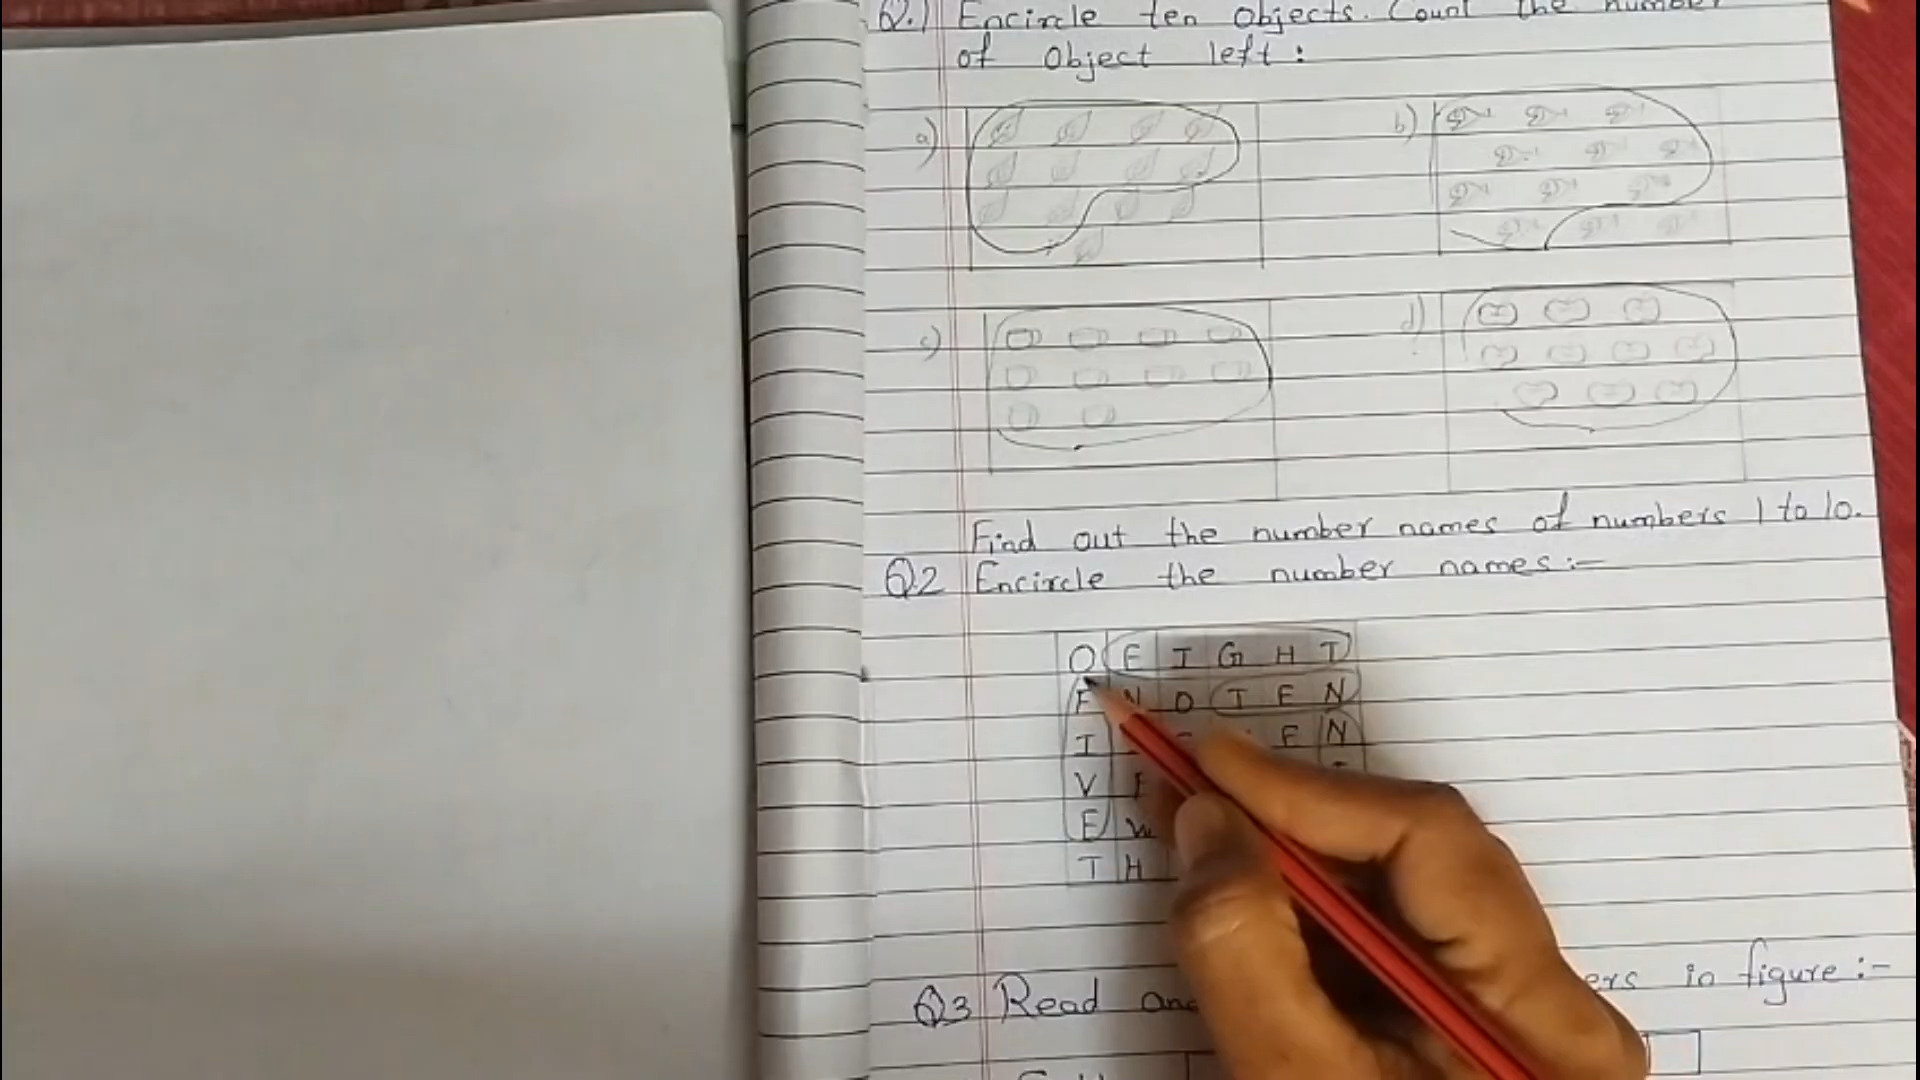 Q.1 Encircle ten objects. Count the number
of object left :
a)
b)
c)
d)
Find out the number names of numbers 1 to 10.
Q.2 Encircle the number names :-
O E I G H T
F N O T E N
I E N
V
E W
T H
Q3 Read in figure :-